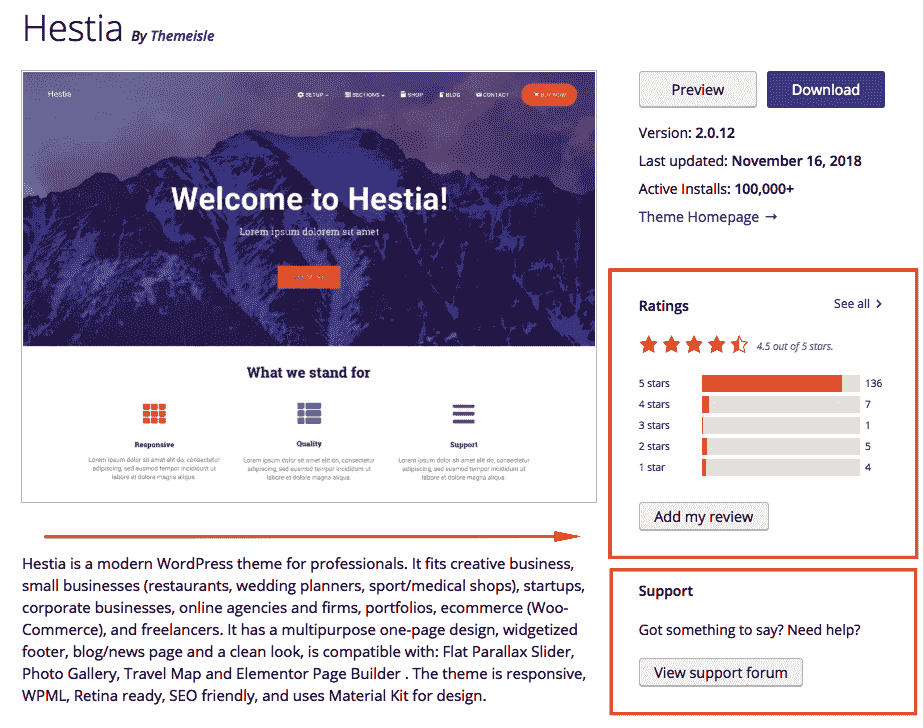 Hestia By Themeisle
Hestia
SETUP
SECTIONS
SHOP
BLOG
CONTACT
BUY NOW
Welcome to Hestia!
Lorem ipsum dolorem sit amet
What we stand for
Responsive
Lorem ipsum dolor sit amet elit do, consectetur
adipiscing, sed eusmod tempor incididunt ut
labore et dolore magna aliqua.
Quality
Lorem ipsum dolor sit amet elit do, consectetur
adipiscing, sed eusmod tempor incididunt ut
labore et dolore magna aliqua.
Support
Lorem ipsum dolor sit amet elit do, consectetur
adipiscing, sed eusmod tempor incididunt ut
labore et dolore magna aliqua.
Hestia is a modern WordPress theme for professionals. It fits creative business,
small businesses (restaurants, wedding planners, sport/medical shops), startups,
corporate businesses, online agencies and firms, portfolios, ecommerce (Woo-
Commerce), and freelancers. It has a multipurpose one-page design, widgetized
footer, blog/news page and a clean look, is compatible with: Flat Parallax Slider,
Photo Gallery, Travel Map and Elementor Page Builder . The theme is responsive,
WPML, Retina ready, SEO friendly, and uses Material Kit for design.
Preview
Download
Version: 2.0.12
Last updated: November 16, 2018
Active Installs: 100,000+
Theme Homepage →
Ratings
See all >
4.5 out of 5 stars.
5 stars 136
4 stars 7
3 stars 1
2 stars 5
1 star 4
Add my review
Support
Got something to say? Need help?
View support forum